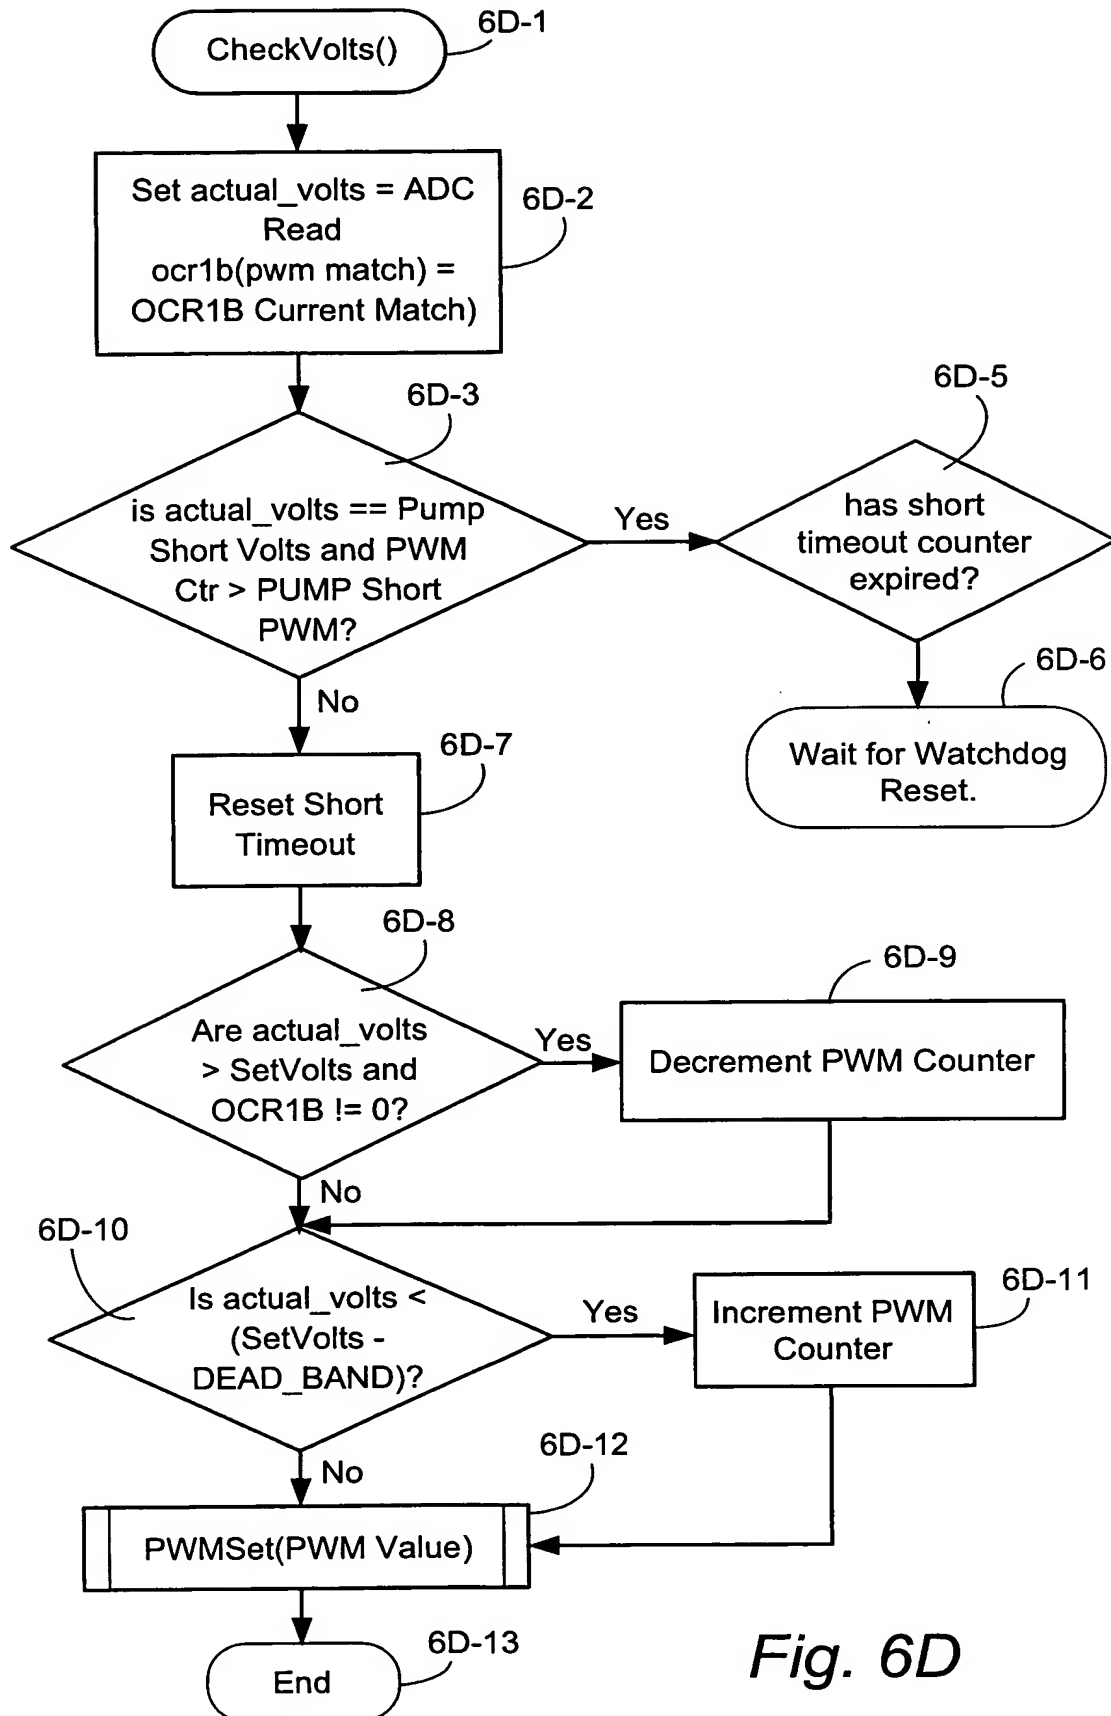 CheckVolts()
6D-1
Set actual_volts = ADC
Read
ocr1b(pwm match) =
OCR1B Current Match)
6D-2
6D-3
is actual_volts == Pump
Short Volts and PWM
Ctr > PUMP Short
PWM?
Yes
6D-5
has short
timeout counter
expired?
6D-6
Wait for Watchdog
Reset.
No
6D-7
Reset Short
Timeout
6D-8
Are actual_volts
> SetVolts and
OCR1B != 0?
Yes
6D-9
Decrement PWM Counter
No
6D-10
Is actual_volts <
(SetVolts -
DEAD_BAND)?
Yes
Increment PWM
Counter
6D-11
No
6D-12
PWMSet(PWM Value)
End
6D-13
Fig. 6D